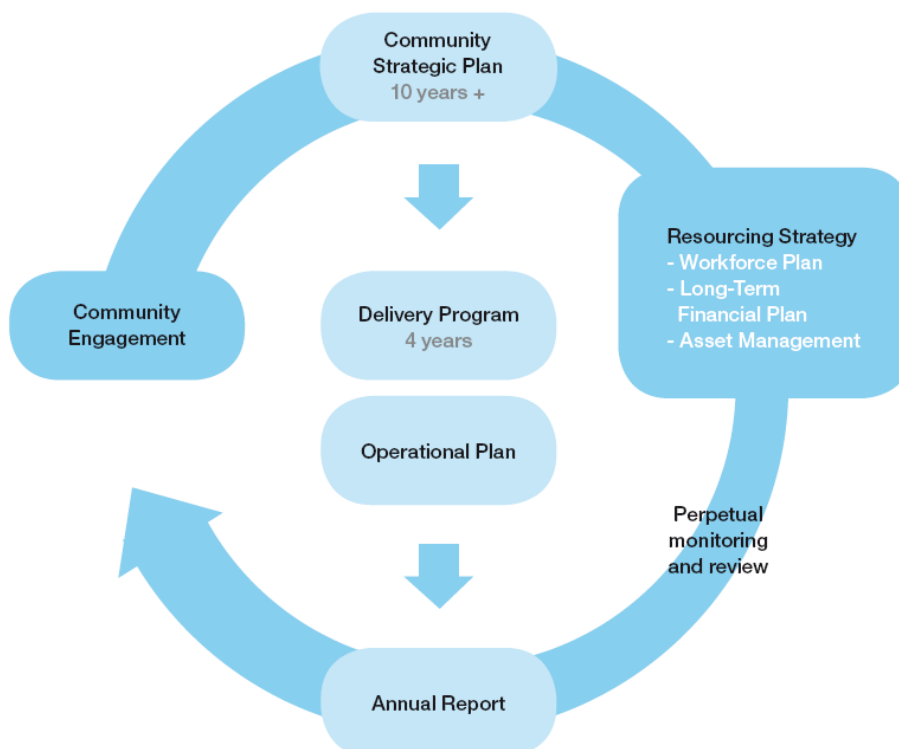 Community
Strategic Plan
10 years +
Resourcing Strategy
- Workforce Plan
- Long-Term
Financial Plan
- Asset Management
Community
Engagement
Delivery Program
4 years
Operational Plan
Perpetual
monitoring
and review
Annual Report